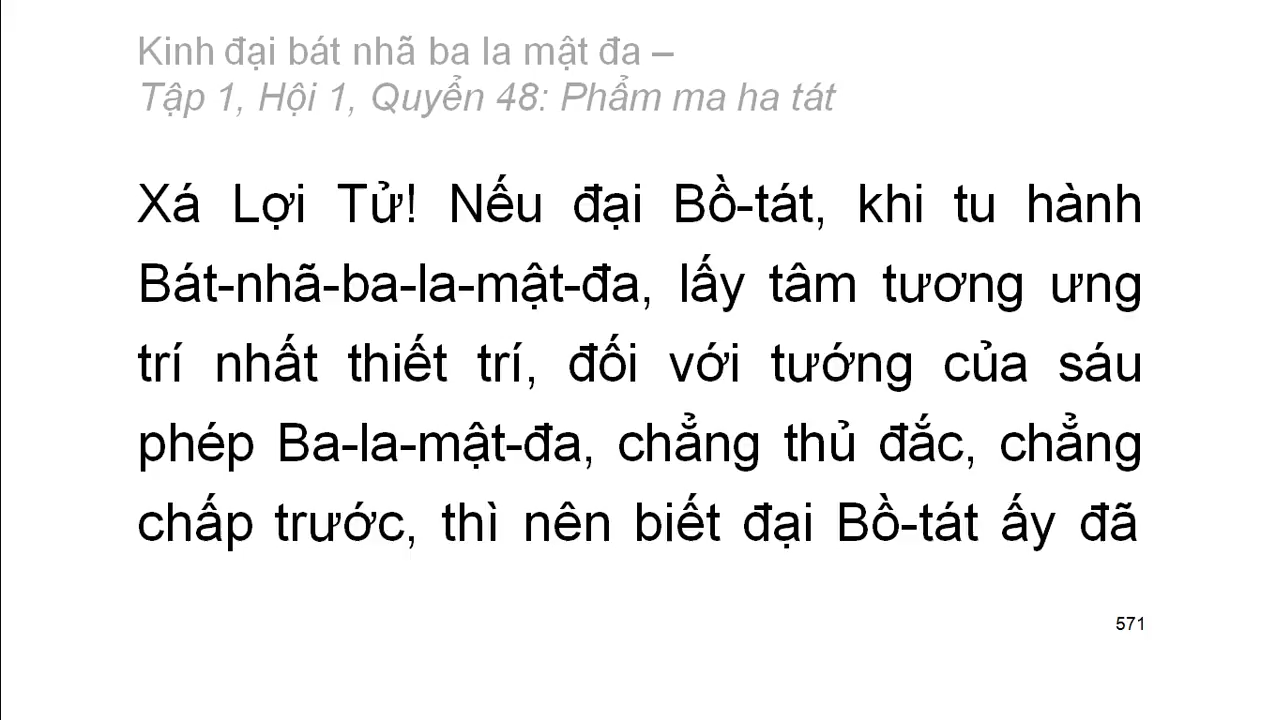 Kinh đại bát nhã ba la mật đa –
Tập 1, Hội 1, Quyển 48: Phẩm ma ha tát
Xá Lợi Tử! Nếu đại Bồ-tát, khi tu hành
Bát-nhã-ba-la-mật-đa, lấy tâm tương ưng
trí nhất thiết trí, đối với tướng của sáu
phép Ba-la-mật-đa, chẳng thủ đắc, chẳng
chấp trước, thì nên biết đại Bồ-tát ấy đã
571